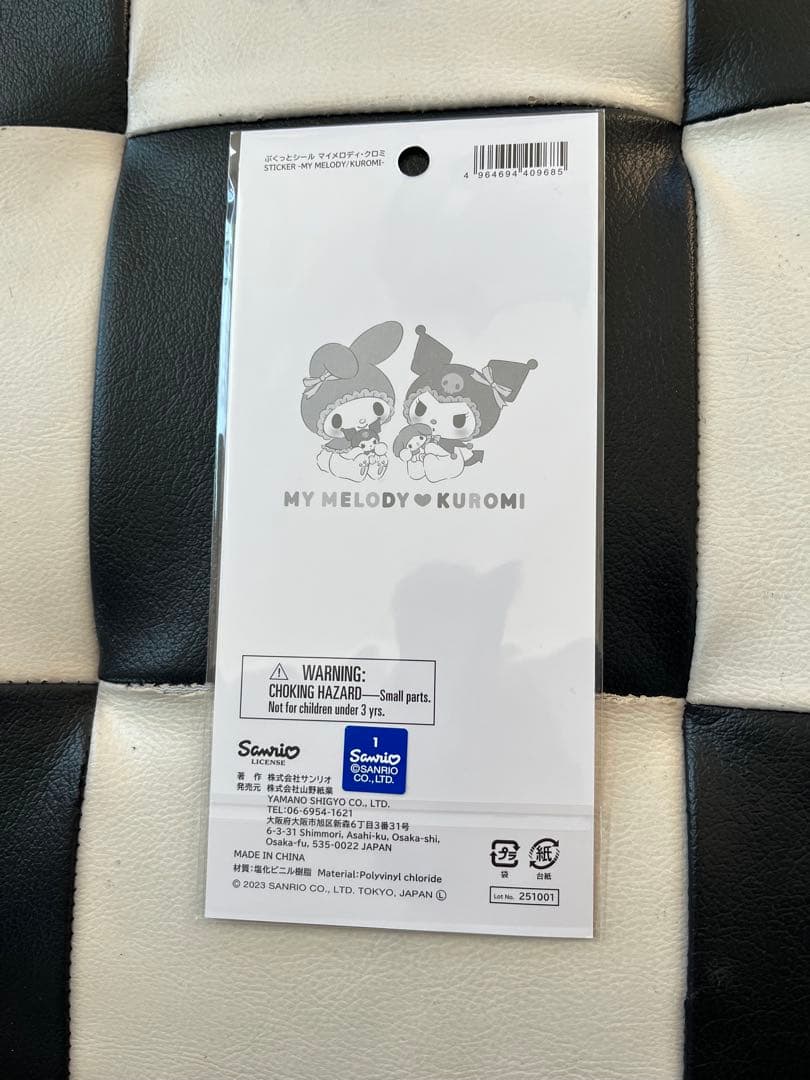 ぷくっとシール マイメロディ・クロミ
STICKER -MY MELODY/KUROMI-
4 964694 409685
MY MELODY♥KUROMI
⚠ WARNING:
CHOKING HAZARD—Small parts.
Not for children under 3 yrs.
Sanrio
LICENSE
1
Sanrio
©SANRIO
CO., LTD.
著 作 株式会社サンリオ
発売元 株式会社山野紙業
YAMANO SHIGYO CO., LTD.
TEL:06-6954-1621
大阪府大阪市旭区新森6丁目3番31号
6-3-31 Shimmori, Asahi-ku, Osaka-shi,
Osaka-fu, 535-0022 JAPAN
MADE IN CHINA
材質:塩化ビニル樹脂 Material:Polyvinyl chloride
© 2023 SANRIO CO., LTD. TOKYO, JAPAN Ⓛ
プラ
袋
紙
台紙
Lot No. 251001